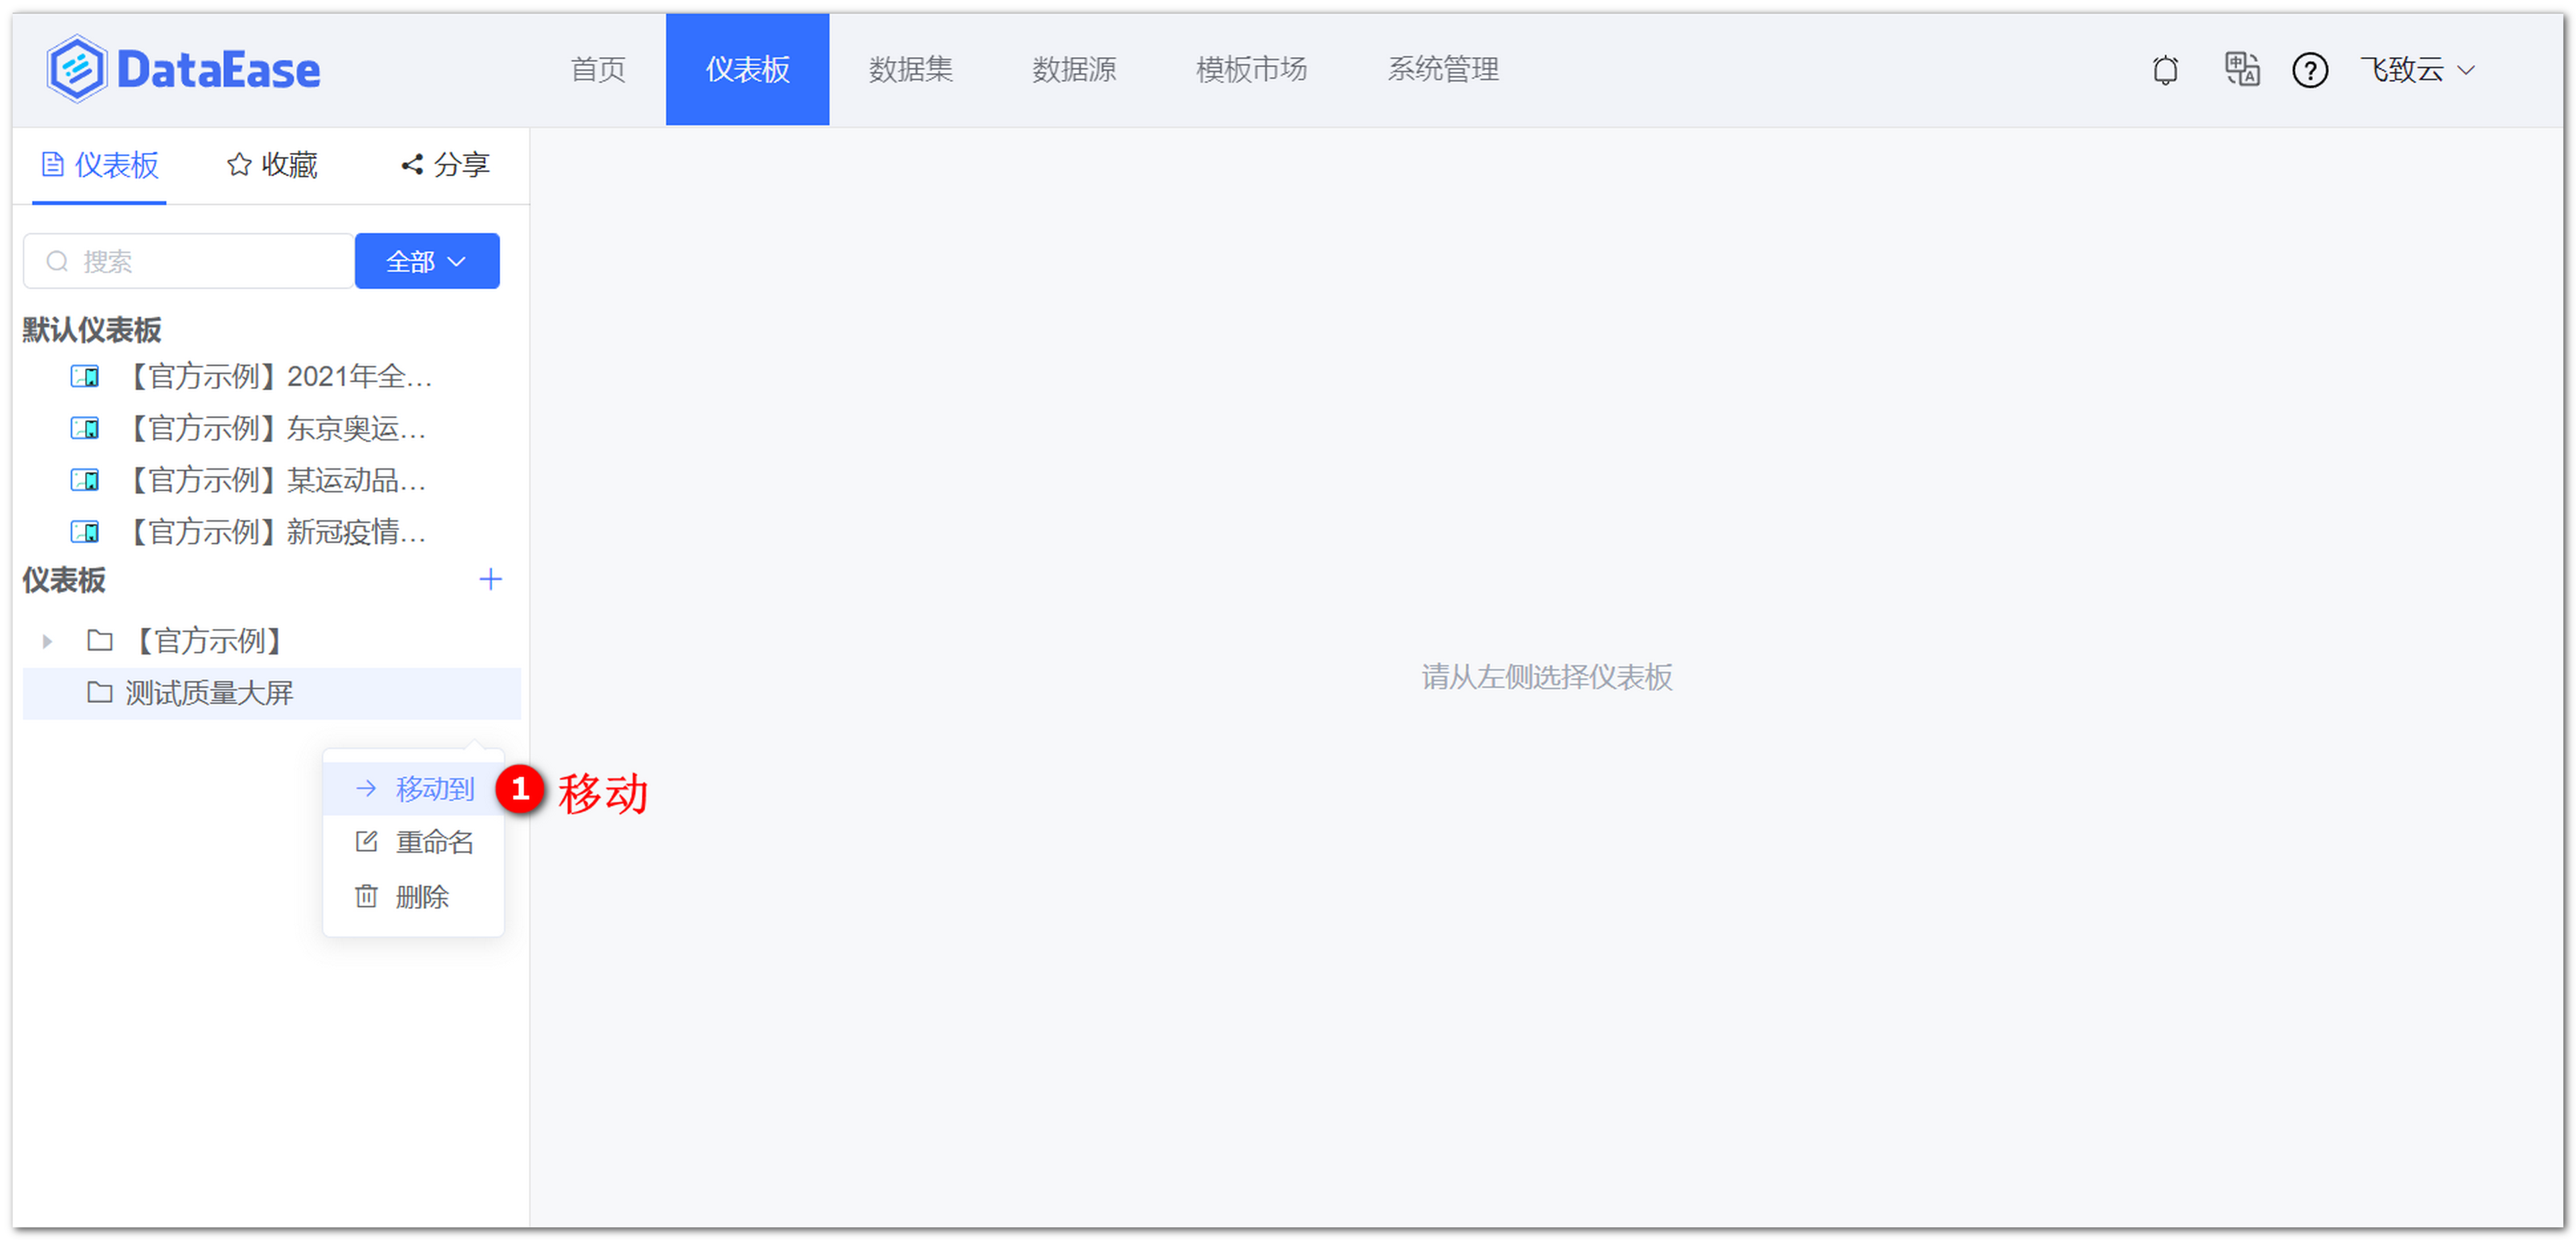 DataEase 首页 仪表板 数据集 数据源 模板市场 系统管理 中 A ? 飞致云
仪表板 收藏 分享
搜索 全部
默认仪表板
【官方示例】2021年全...
【官方示例】东京奥运...
【官方示例】某运动品...
【官方示例】新冠疫情...
仪表板 +
【官方示例】
测试质量大屏
请从左侧选择仪表板
移动到 1 移动
重命名
删除